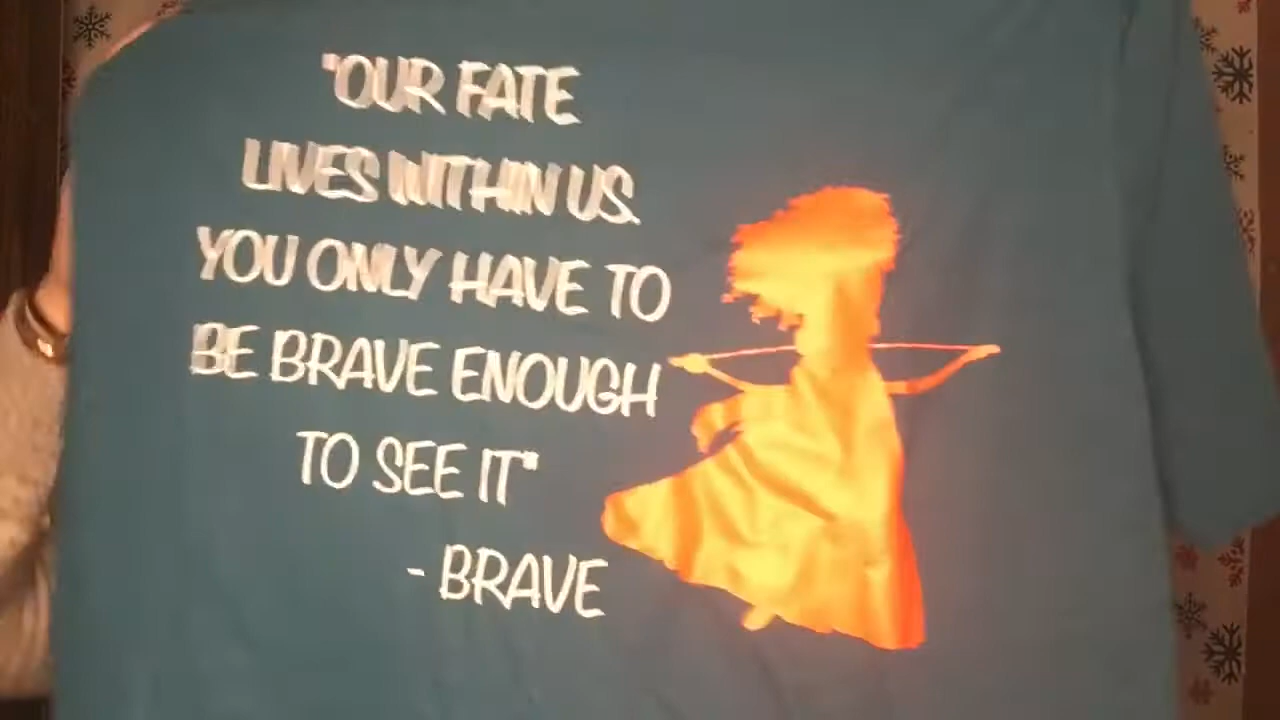 "OUR FATE
LIVES WITHIN US.
YOU ONLY HAVE TO
BE BRAVE ENOUGH
TO SEE IT"
- BRAVE